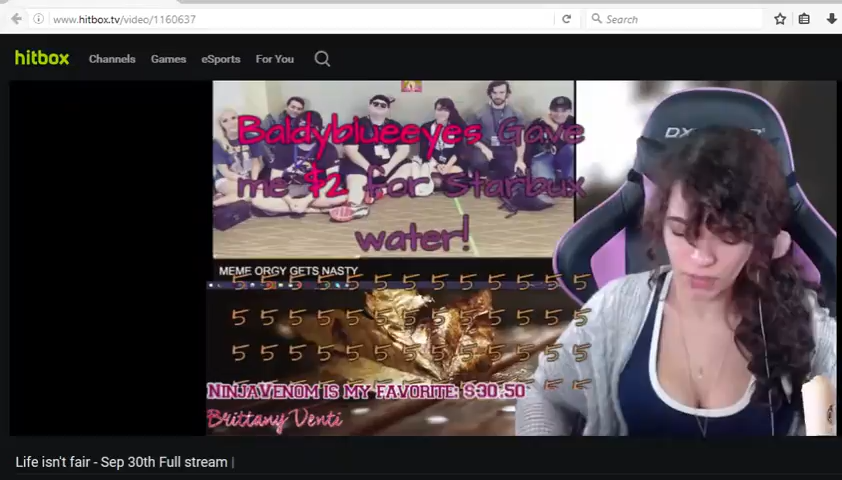 www.hitbox.tv/video/1160637
Search
hitbox
Channels Games eSports For You
DX
Baldyblueeyes Gave
me $2 for Starbux
water!
MEME ORGY GETS NASTY
5 5 5 5 5 5 5 5 5 5 5 5 5
5 5 5 5 5 5 5 5 5 5 5 5 5
5 5 5 5 5 5 5 5 5 5 5 5 5
NINJAVENOM IS MY FAVORITE: $30.50
Brittany Venti
Life isn't fair - Sep 30th Full stream |